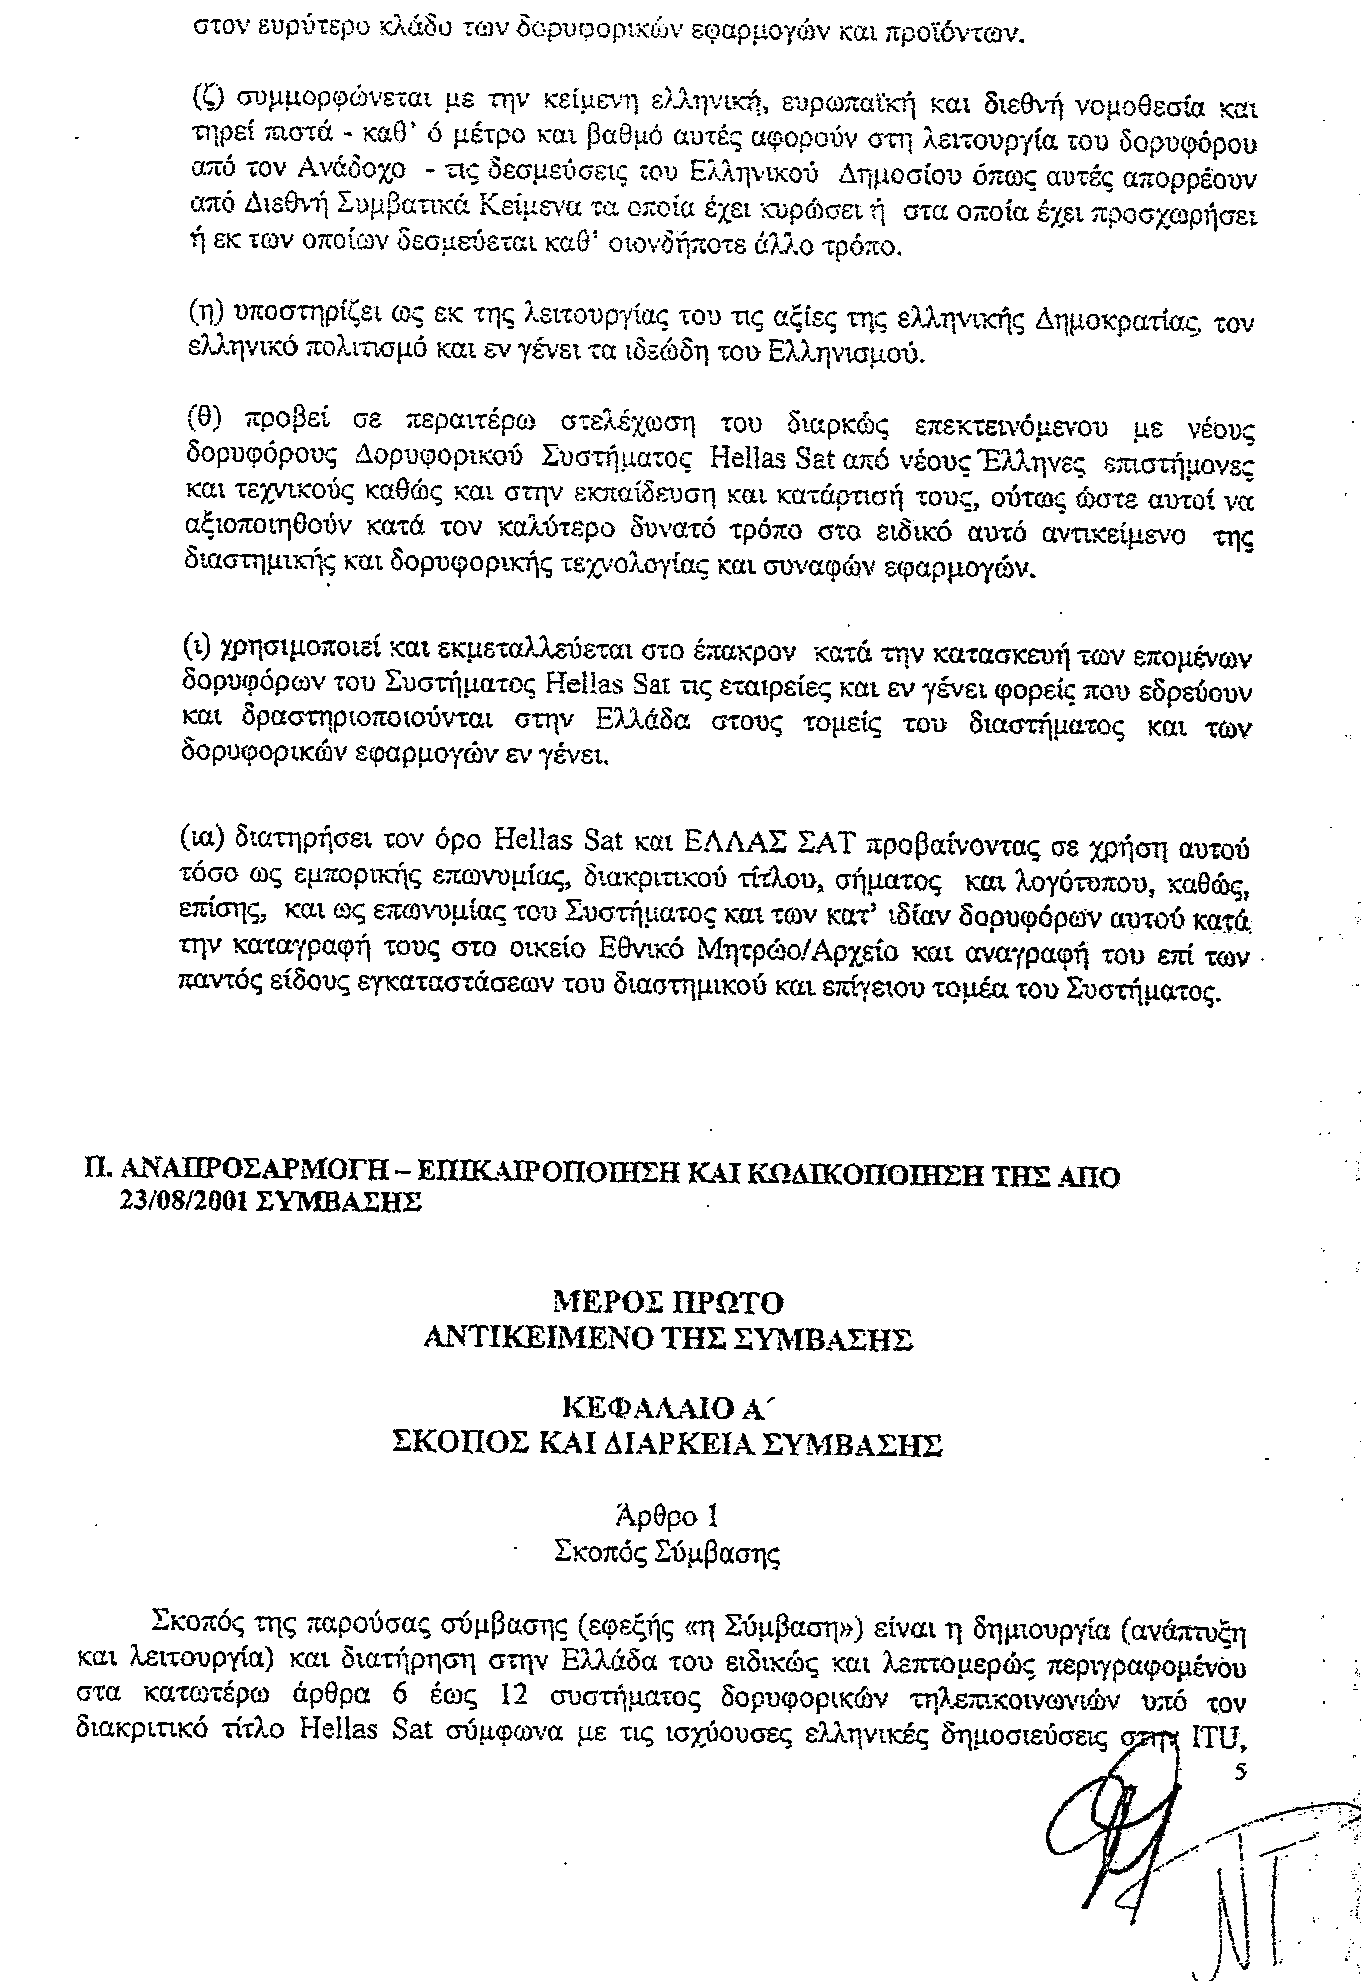 στον ευρύτερο κλάδο των δορυφορικών εφαρμογών και προϊόντων.
(ζ) συμμορφώνεται με την κείμενη ελληνική, ευρωπαϊκή και διεθνή νομοθεσία και
τηρεί πιστά - καθ' ό μέτρο και βαθμό αυτές αφορούν στη λειτουργία του δορυφόρου
από τον Ανάδοχο - τις δεσμεύσεις του Ελληνικού Δημοσίου όπως αυτές απορρέουν
από Διεθνή Συμβατικά Κείμενα τα οποία έχει κυρώσει ή στα οποία έχει προσχωρήσει
ή εκ των οποίων δεσμεύεται καθ' οιονδήποτε άλλο τρόπο.
(η) υποστηρίζει ως εκ της λειτουργίας του τις αξίες της ελληνικής Δημοκρατίας, τον
ελληνικό πολιτισμό και εν γένει τα ιδεώδη του Ελληνισμού.
(θ) προβεί σε περαιτέρω στελέχωση του διαρκώς επεκτεινόμενου με νέους
δορυφόρους Δορυφορικού Συστήματος Hellas Sat από νέους Έλληνες επιστήμονες
και τεχνικούς καθώς και στην εκπαίδευση και κατάρτισή τους, ούτως ώστε αυτοί να
αξιοποιηθούν κατά τον καλύτερο δυνατό τρόπο στο ειδικό αυτό αντικείμενο της
διαστημικής και δορυφορικής τεχνολογίας και συναφών εφαρμογών.
(ι) χρησιμοποιεί και εκμεταλλεύεται στο έπακρον κατά την κατασκευή των επομένων
δορυφόρων του Συστήματος Hellas Sat τις εταιρείες και εν γένει φορείς που εδρεύουν
και δραστηριοποιούνται στην Ελλάδα στους τομείς του διαστήματος και των
δορυφορικών εφαρμογών εν γένει.
(ια) διατηρήσει τον όρο Hellas Sat και ΕΛΛΑΣ ΣΑΤ προβαίνοντας σε χρήση αυτού
τόσο ως εμπορικής επωνυμίας, διακριτικού τίτλου, σήματος και λογότυπου, καθώς,
επίσης, και ως επωνυμίας του Συστήματος και των κατ' ιδίαν δορυφόρων αυτού κατά
την καταγραφή τους στο οικείο Εθνικό Μητρώο/Αρχείο και αναγραφή του επί των
παντός είδους εγκαταστάσεων του διαστημικού και επίγειου τομέα του Συστήματος.
Π. ΑΝΑΠΡΟΣΑΡΜΟΓΗ – ΕΠΙΚΑΙΡΟΠΟΙΗΣΗ ΚΑΙ ΚΩΔΙΚΟΠΟΙΗΣΗ ΤΗΣ ΑΠΟ
23/08/2001 ΣΥΜΒΑΣΗΣ
ΜΕΡΟΣ ΠΡΩΤΟ
ΑΝΤΙΚΕΙΜΕΝΟ ΤΗΣ ΣΥΜΒΑΣΗΣ
ΚΕΦΑΛΑΙΟ Α΄
ΣΚΟΠΟΣ ΚΑΙ ΔΙΑΡΚΕΙΑ ΣΥΜΒΑΣΗΣ
Άρθρο 1
Σκοπός Σύμβασης
Σκοπός της παρούσας σύμβασης (εφεξής «η Σύμβαση») είναι η δημιουργία (ανάπτυξη
και λειτουργία) και διατήρηση στην Ελλάδα του ειδικώς και λεπτομερώς περιγραφομένου
στα κατωτέρω άρθρα 6 έως 12 συστήματος δορυφορικών τηλεπικοινωνιών υπό τον
διακριτικό τίτλο Hellas Sat σύμφωνα με τις ισχύουσες ελληνικές δημοσιεύσεις στην ITU,
5